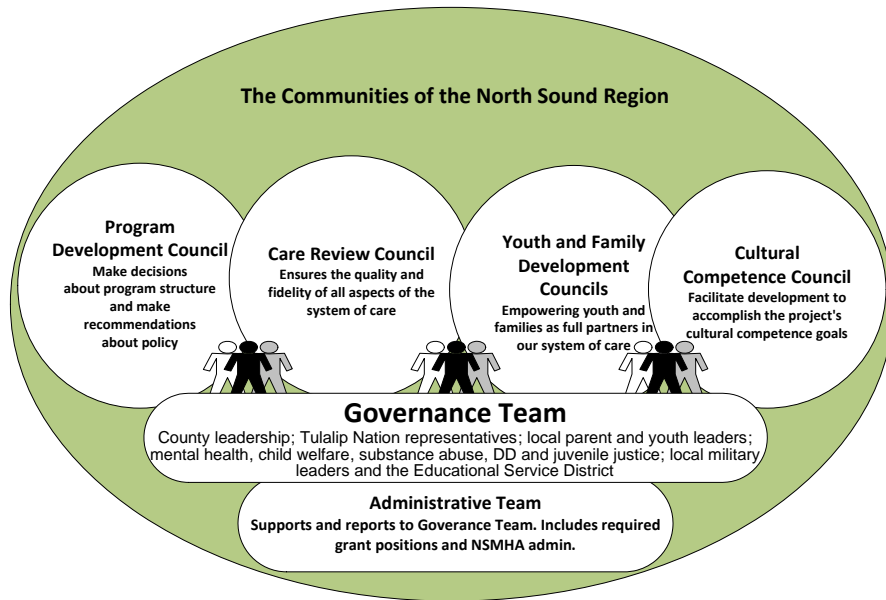 The Communities of the North Sound Region
Program
Development Council
Make decisions
about program structure
and make
recommendations
about policy
Care Review Council
Ensures the quality and
fidelity of all aspects of the
system of care
Youth and Family
Development
Councils
Empowering youth and
families as full partners in
our system of care
Cultural
Competence Council
Facilitate development to
accomplish the project's
cultural competence goals
Governance Team
County leadership; Tulalip Nation representatives; local parent and youth leaders;
mental health, child welfare, substance abuse, DD and juvenile justice; local military
leaders and the Educational Service District
Administrative Team
Supports and reports to Goverance Team. Includes required
grant positions and NSMHA admin.